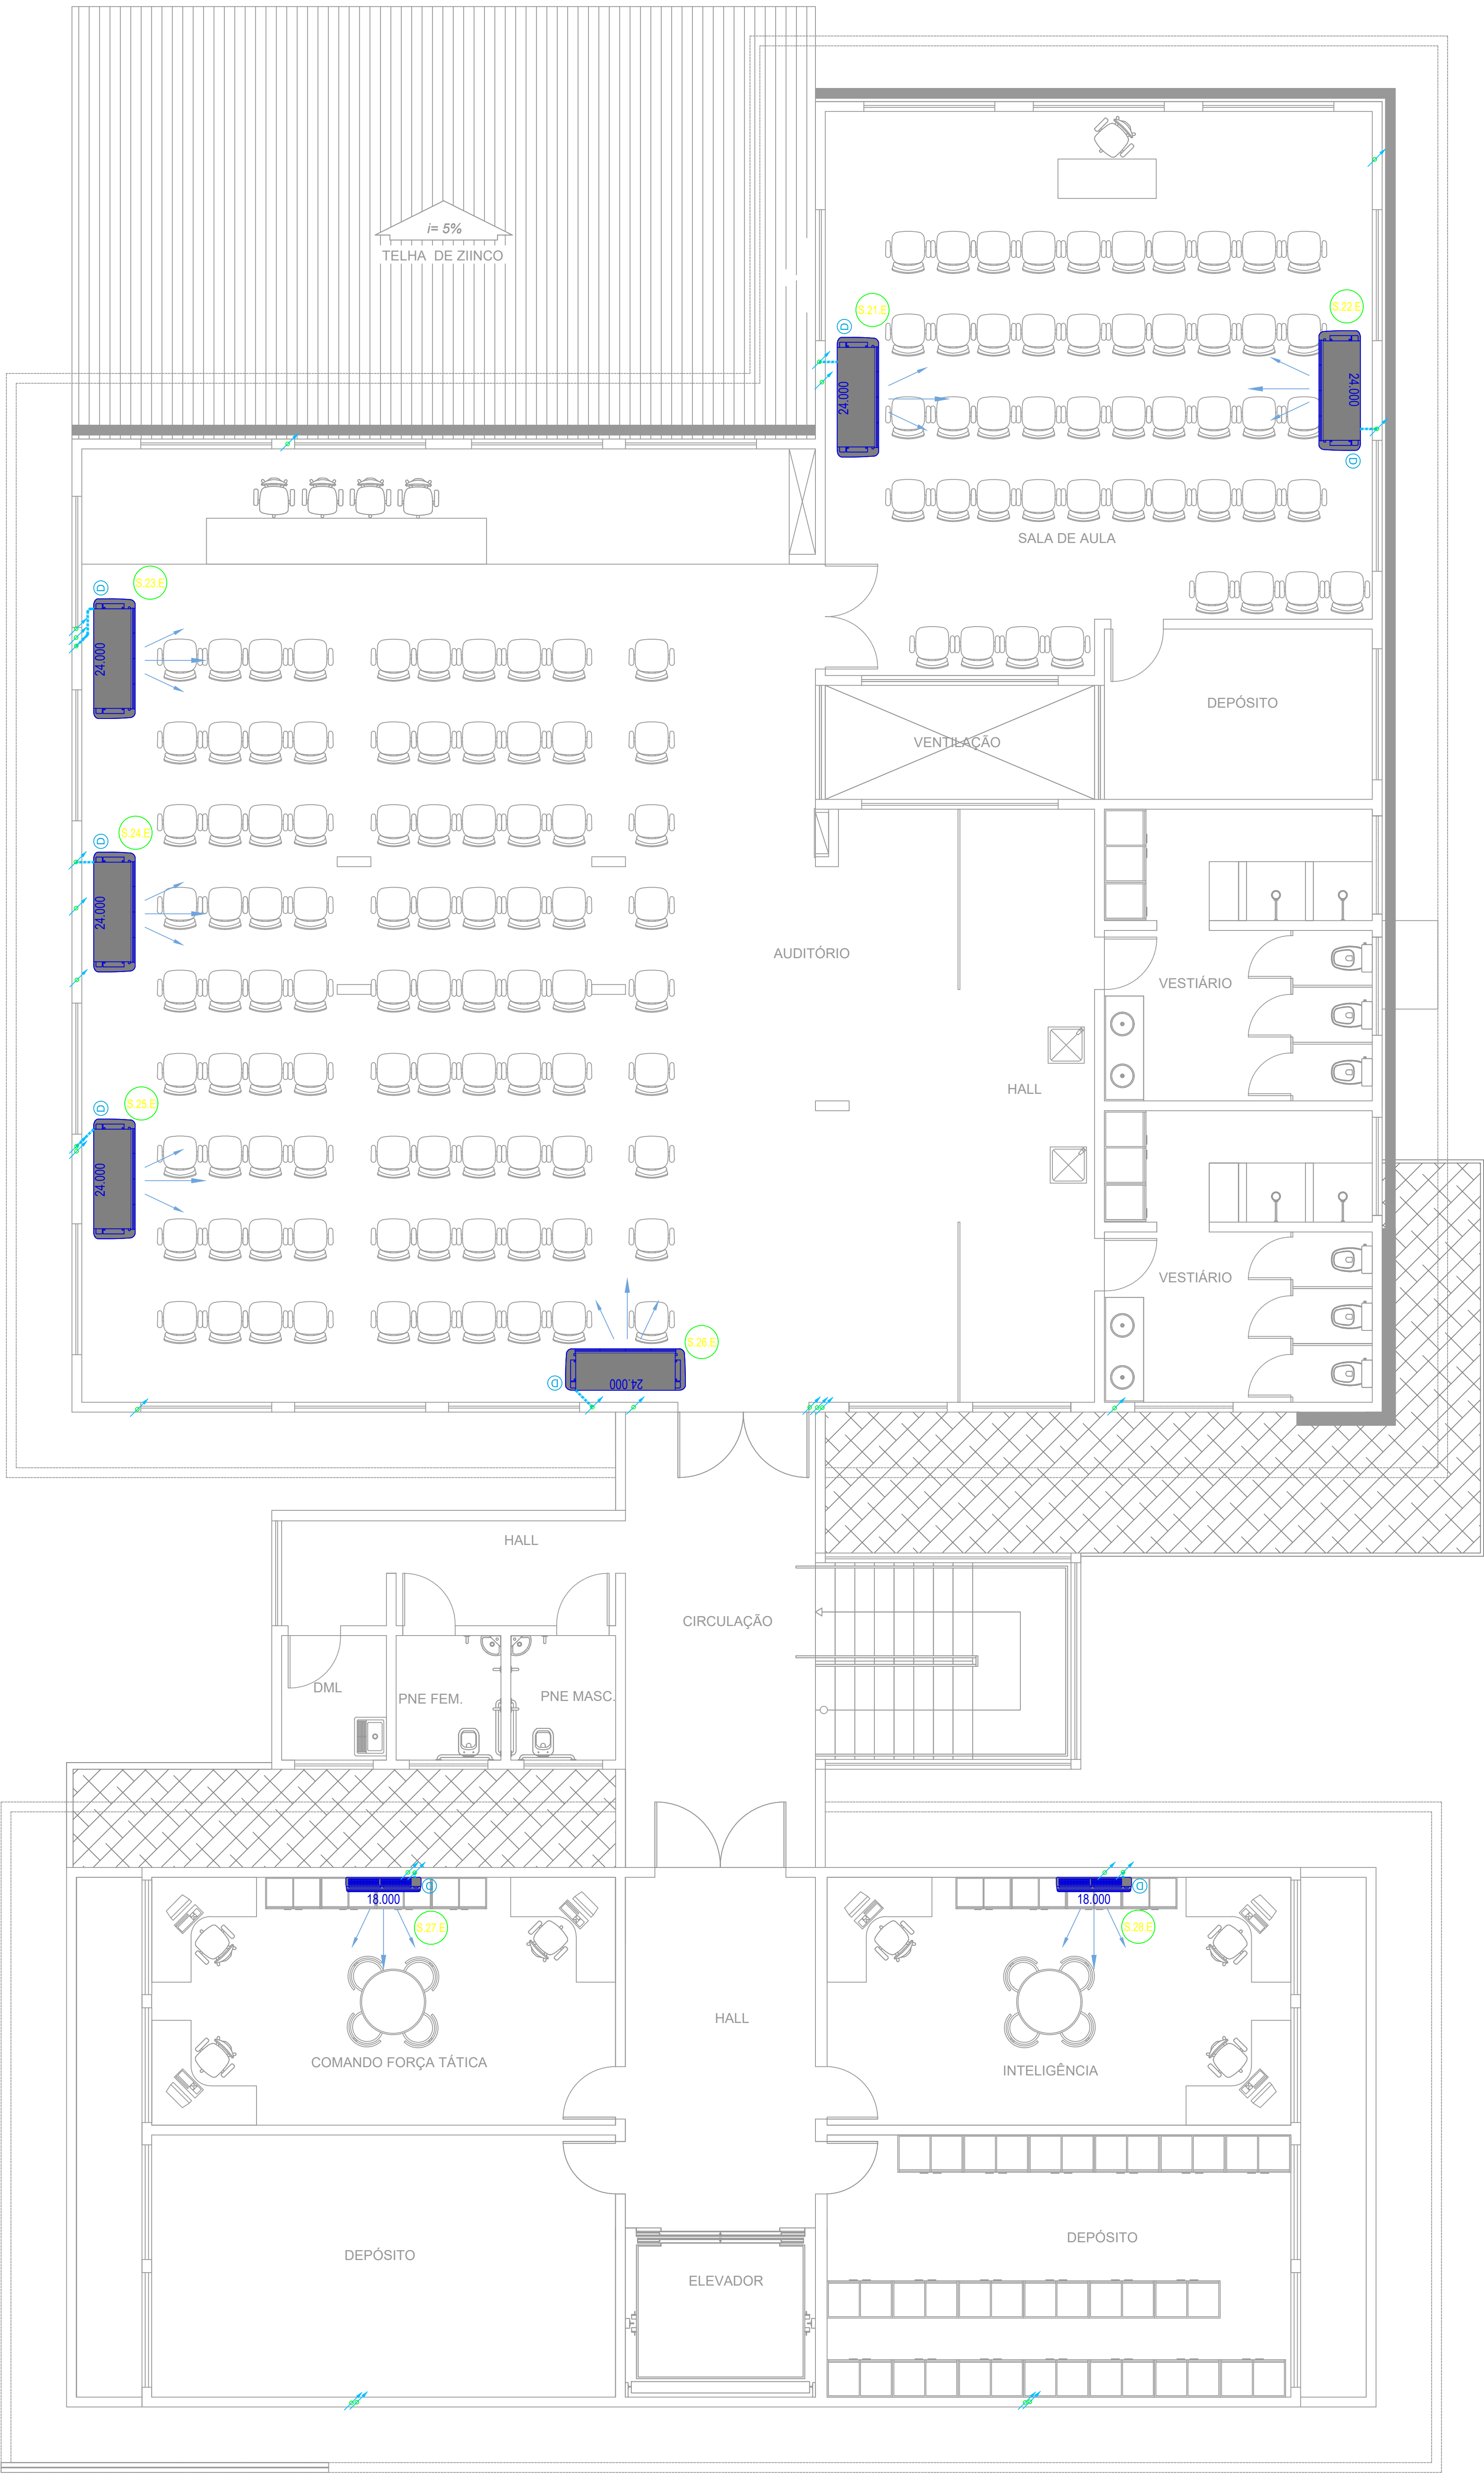 i= 5%
TELHA DE ZIINCO
S.21.E
S.22.E
D
24.000
24.000
D
SALA DE AULA
S.23.E
D
24.000
DEPÓSITO
VENTILAÇÃO
S.24.E
D
24.000
AUDITÓRIO
VESTIÁRIO
HALL
S.25.E
D
24.000
VESTIÁRIO
S.26.E
D
24.000
HALL
CIRCULAÇÃO
DML
PNE FEM.
PNE MASC.
D
18.000
S.27.E
D
18.000
S.28.E
HALL
COMANDO FORÇA TÁTICA
INTELIGÊNCIA
DEPÓSITO
DEPÓSITO
ELEVADOR